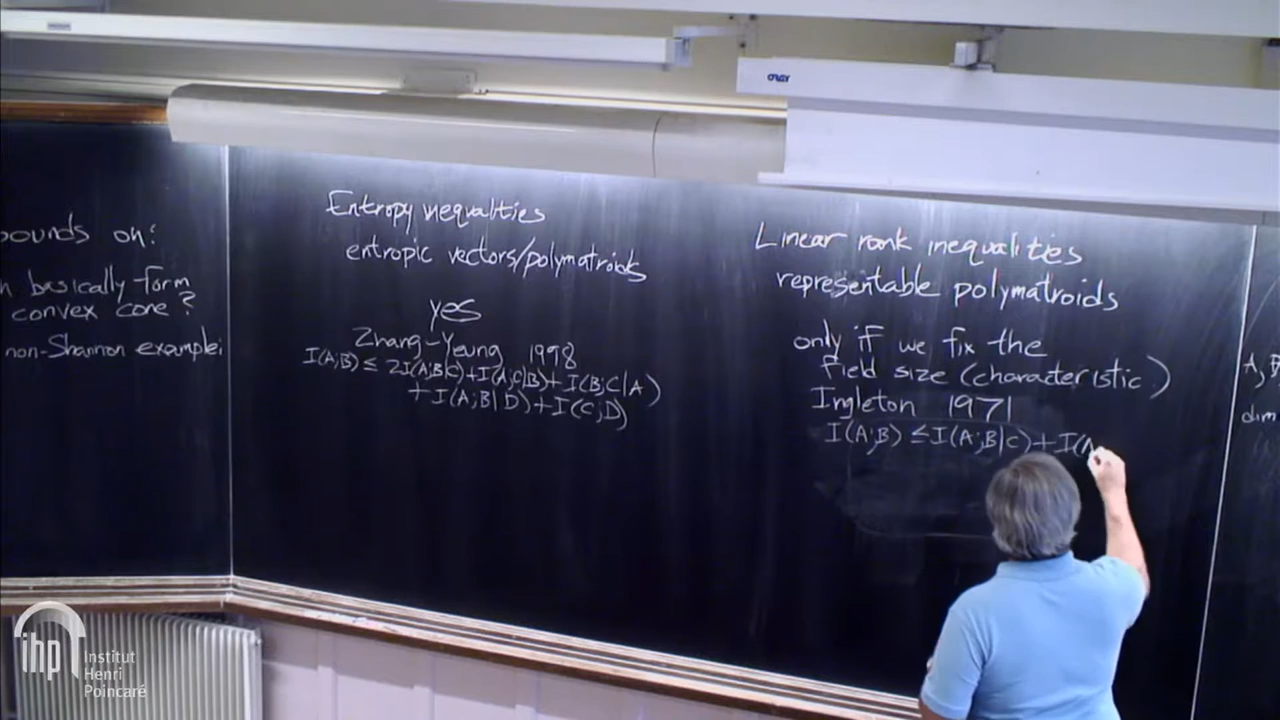 oray
bounds on:
basically form
convex cone?
non-Shannon example:
Entropy inequalities
entropic vectors/polymatroids
yes
Zhang-Yeung 1998
I(A;B) ≤ 2I(A;B|C)+I(A;C|B)+I(B;C|A)
+I(A;B|D)+I(C;D)
Linear rank inequalities
representable polymatroids
only if we fix the
field size (characteristic)
Ingleton 1971
I(A;B) ≤ I(A;B|C)+I(A
A, B
dim
ihp
Institut
Henri
Poincaré